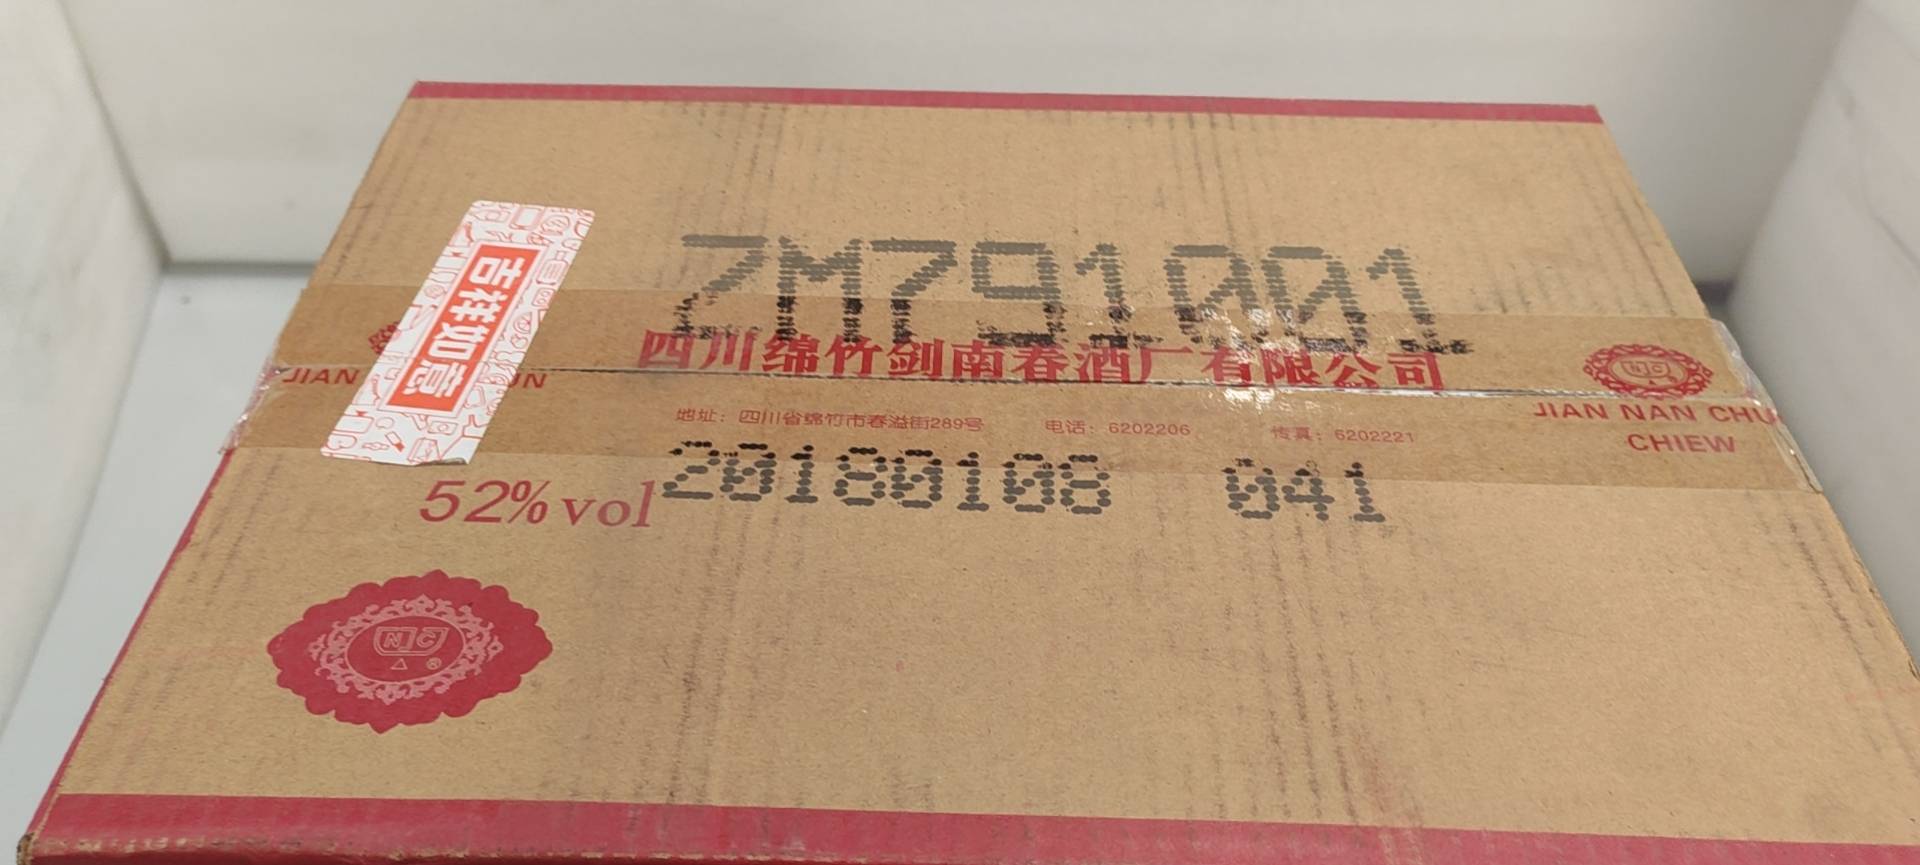 ZM791001
吉祥如意
四川绵竹剑南春酒厂有限公司
NC
JIAN
UN
地址：四川省绵竹市春溢街289号 电话：6202206 传真：6202221
JIAN NAN CHU
CHIEW
52%vol
20180108 041
NC
®